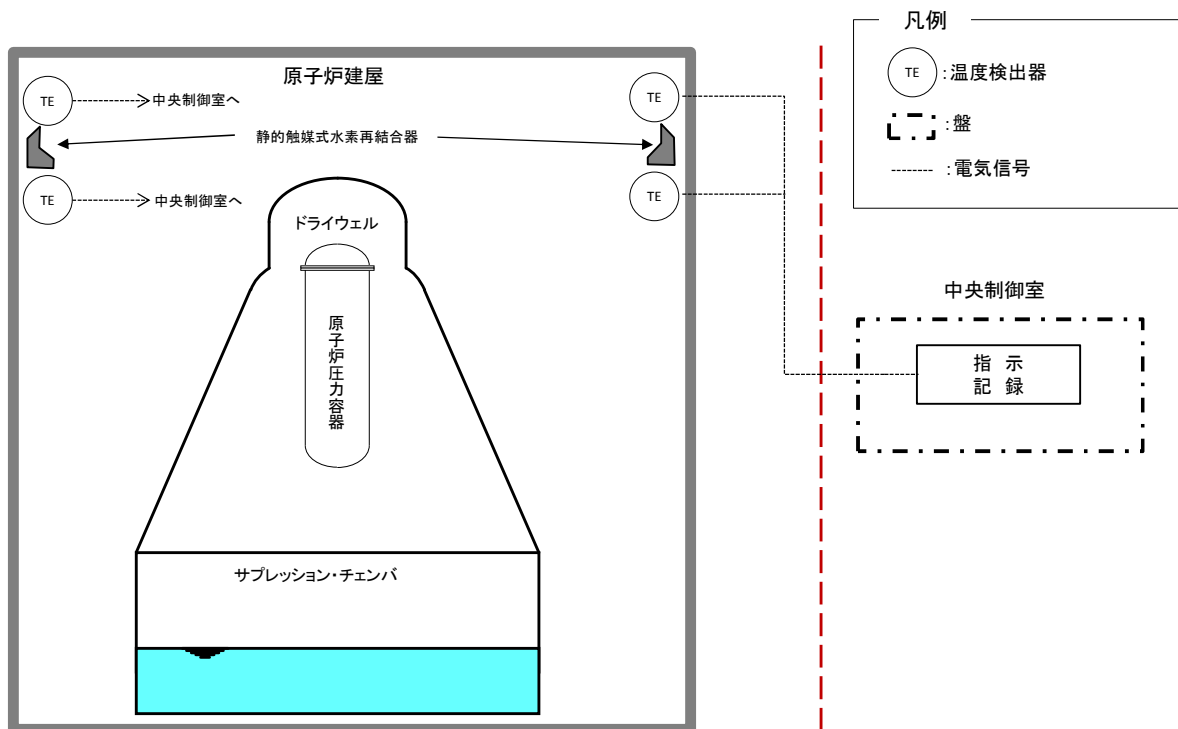 凡例
TE
:温度検出器
:盤
:電気信号
原子炉建屋
TE
中央制御室へ
TE
静的触媒式水素再結合器
TE
中央制御室へ
TE
ドライウェル
原子炉圧力容器
中央制御室
指 示
記 録
サプレッション・チェンバ